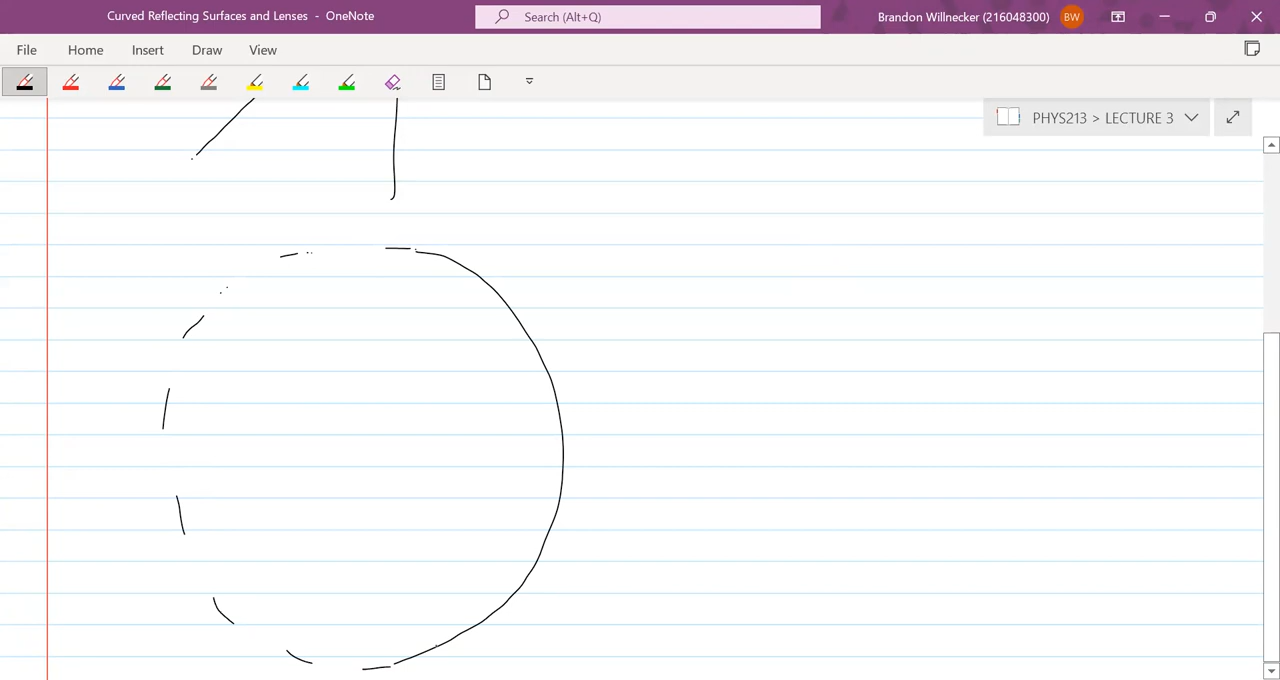 Curved Reflecting Surfaces and Lenses - OneNote
Search (Alt+Q)
Brandon Willnecker (216048300)
BW
File Home Insert Draw View
PHYS213 > LECTURE 3